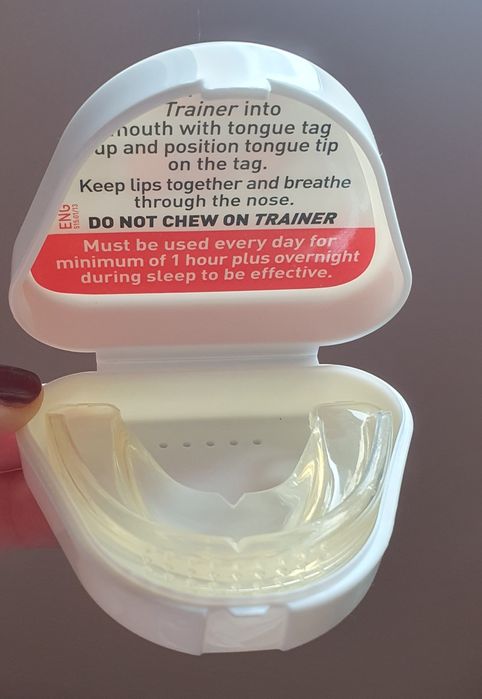 Trainer into
mouth with tongue tag
up and position tongue tip
on the tag.
Keep lips together and breathe
through the nose.
DO NOT CHEW ON TRAINER
Must be used every day for
minimum of 1 hour plus overnight
during sleep to be effective.
ENG